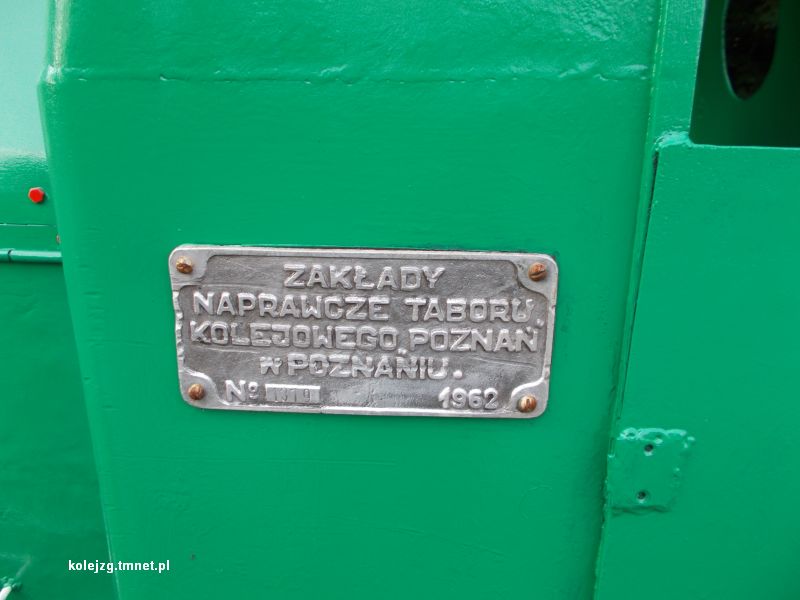 ZAKŁADY
NAPRAWCZE TABORU
KOLEJOWEGO „POZNAŃ”
w POZNANIU.
Nº 1962
kolejzg.tmnet.pl